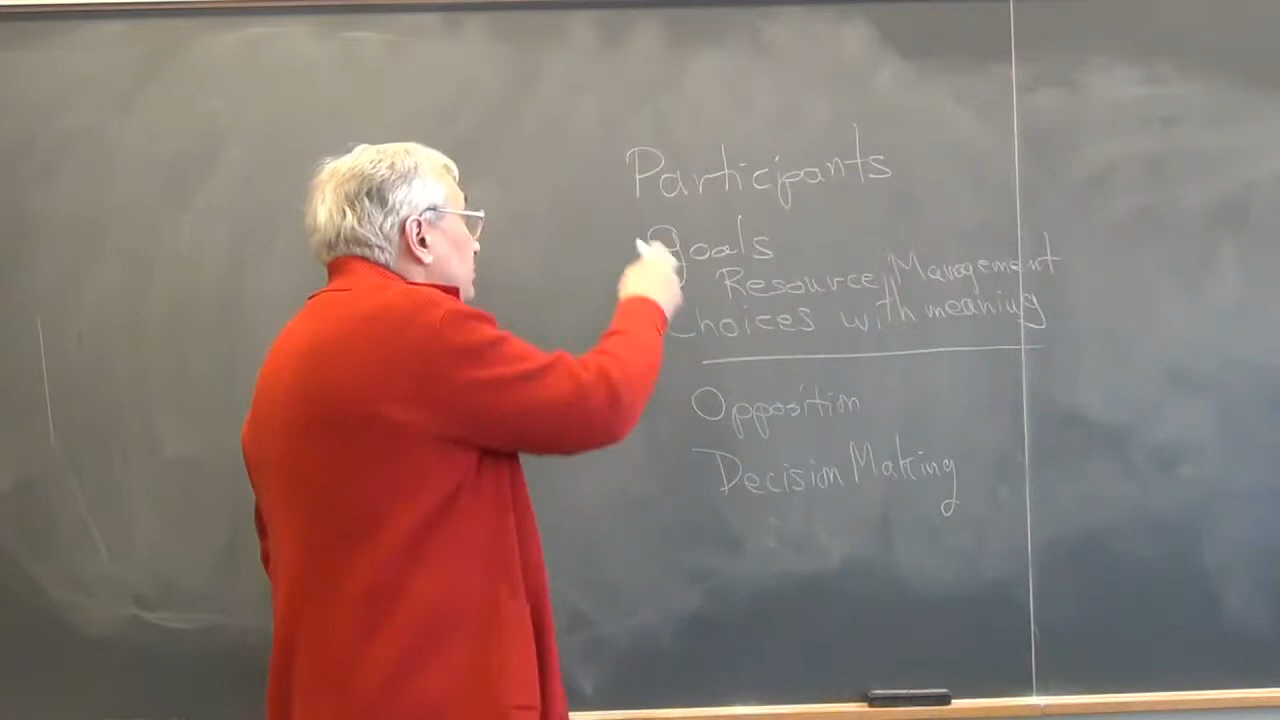 Participants
Goals
Resource Management
Choices with meaning
Opposition
Decision Making